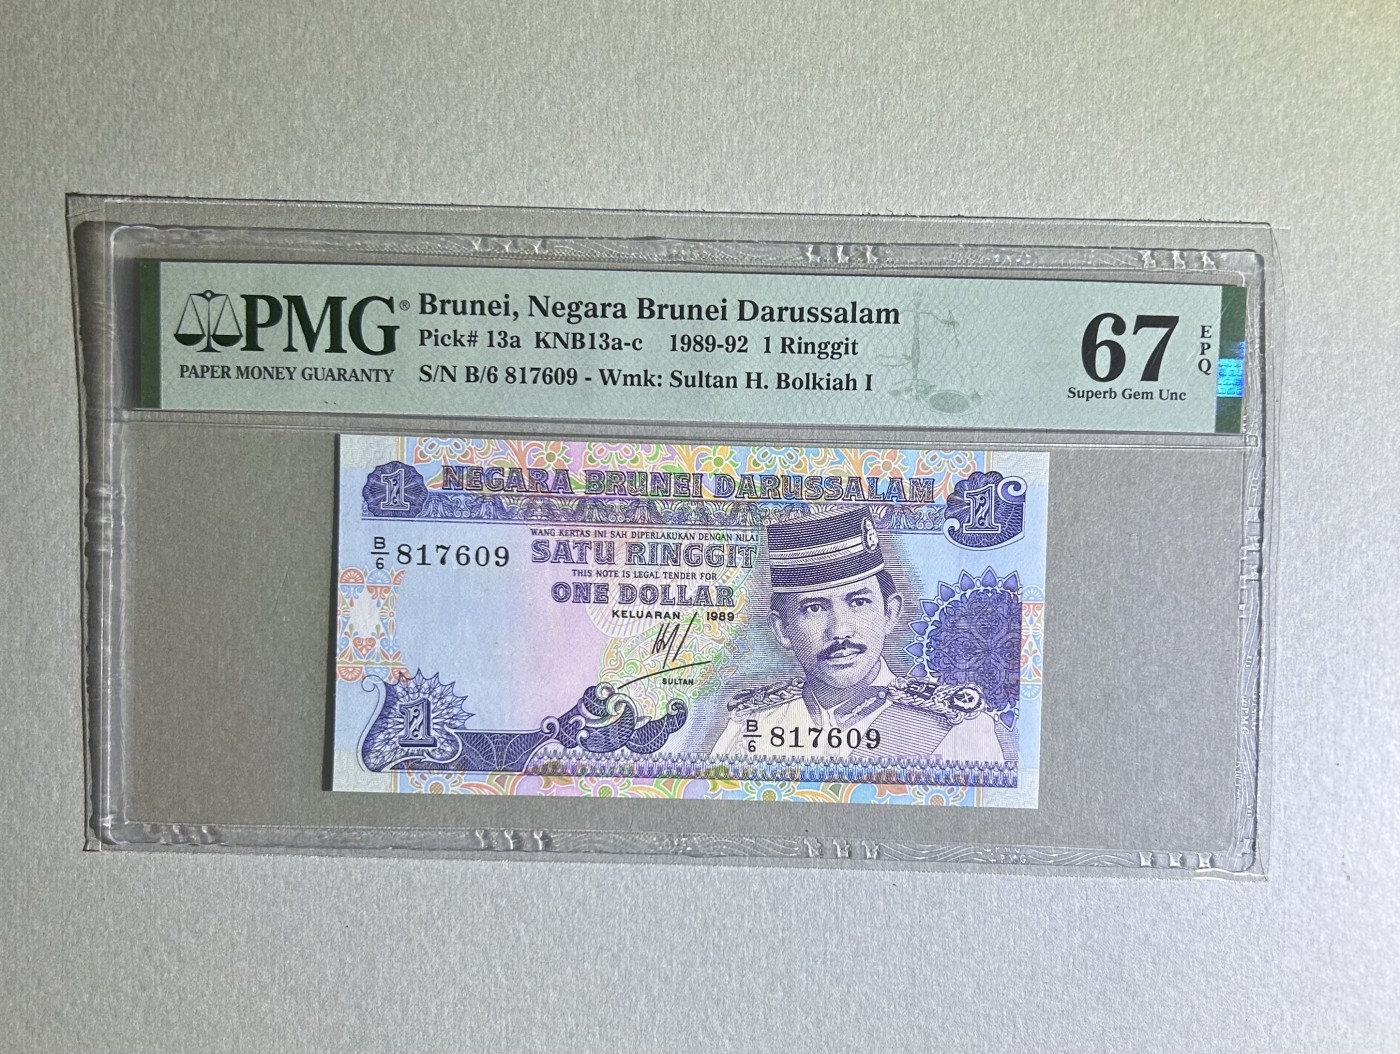 PMG®
PAPER MONEY GUARANTY
Brunei, Negara Brunei Darussalam
Pick# 13a KNB13a-c 1989-92 1 Ringgit
S/N B/6 817609 - Wmk: Sultan H. Bolkiah I
67
EPQ
Superb Gem Unc
1 NEGARA BRUNEI DARUSSALAM 1
WANG KERTAS INI SAH DIPERLAKUKAN DENGAN NILAI
B/6 817609
SATU RINGGIT
THIS NOTE IS LEGAL TENDER FOR
ONE DOLLAR
KELUARAN 1989
SULTAN
1
B/6 817609